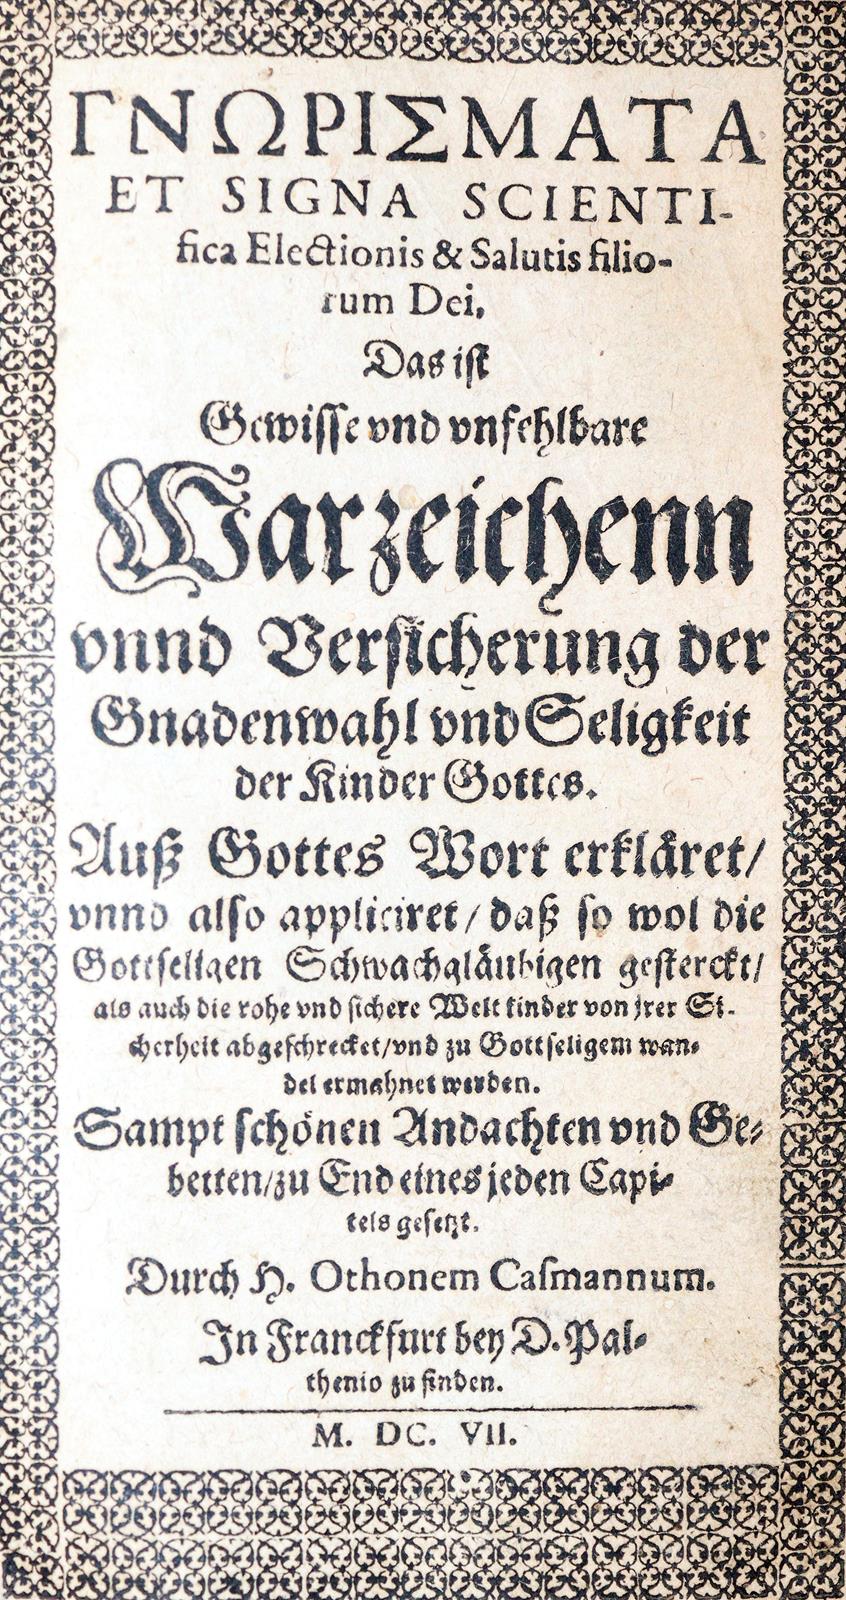 ΓΝΩΡΙΣΜΑΤΑ
ET SIGNA SCIENTI-
fica Electionis & Salutis filio-
rum Dei,
Das ist
Gewisse vnd vnfehlbare
Warzeichenn
vnnd Versicherung der
Gnadenwahl vnd Seligkeit
der Kinder Gottes.
Auß Gottes Wort erkläret/
vnnd also appliciret/ daß so wol die
Gottseligen Schwachgläubigen gesterckt/
als auch die rohe vnd sichere Welt kinder von jrer Si-
cherheit abgeschrecket/vnd zu Gottseligem wan-
del ermahnet werden.
Sampt schönen Andachten vnd Ge-
betten/zu End eines jeden Capi-
tels gesetzt.
Durch H. Othonem Casmannum.
In Franckfurt bey D. Pal-
thenio zu finden.
M. DC. VII.